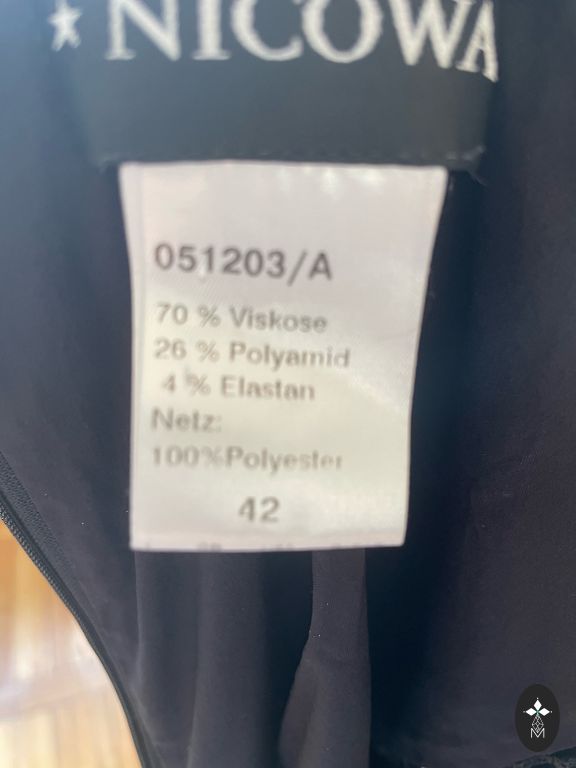 NICOWA
051203/A
70 % Viskose
26 % Polyamid
4 % Elastan
Netz:
100%Polyester
42
M